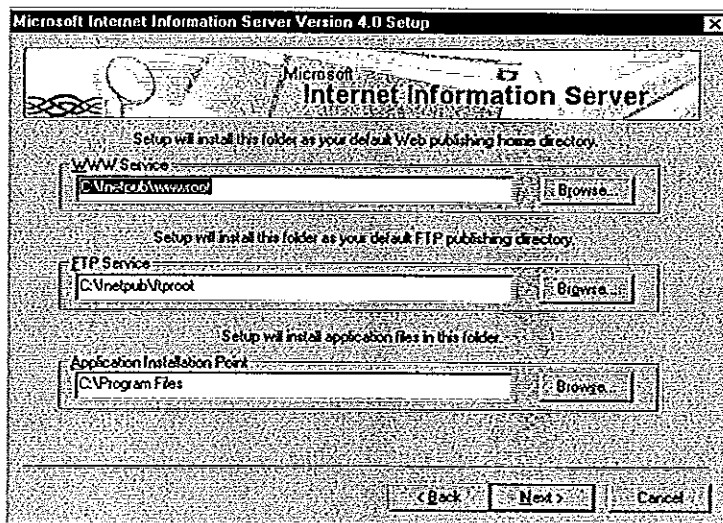 Microsoft Internet Information Server Version 4.0 Setup
Microsoft
Internet Information Server
Setup will install this folder as your default Web publishing home directory.
WWW Service
C:\Inetpub\wwwroot
Browse...
Setup will install this folder as your default FTP publishing directory.
FTP Service
C:\Inetpub\ftproot
Browse...
Setup will install application files in this folder.
Application Installation Point
C:\Program Files
Browse...
< Back
Next >
Cancel